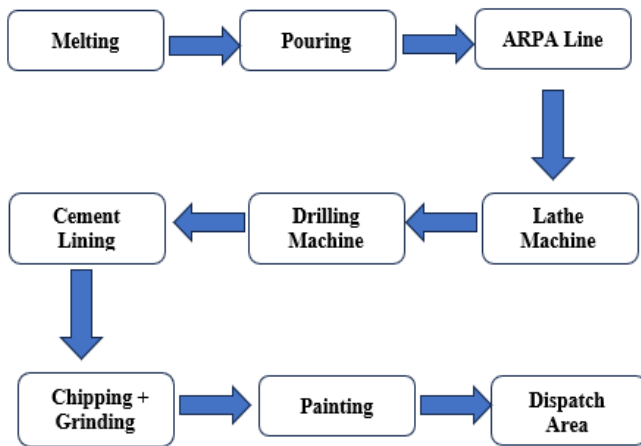 Melting
Pouring
ARPA Line
Lathe
Machine
Drilling
Machine
Cement
Lining
Chipping +
Grinding
Painting
Dispatch
Area